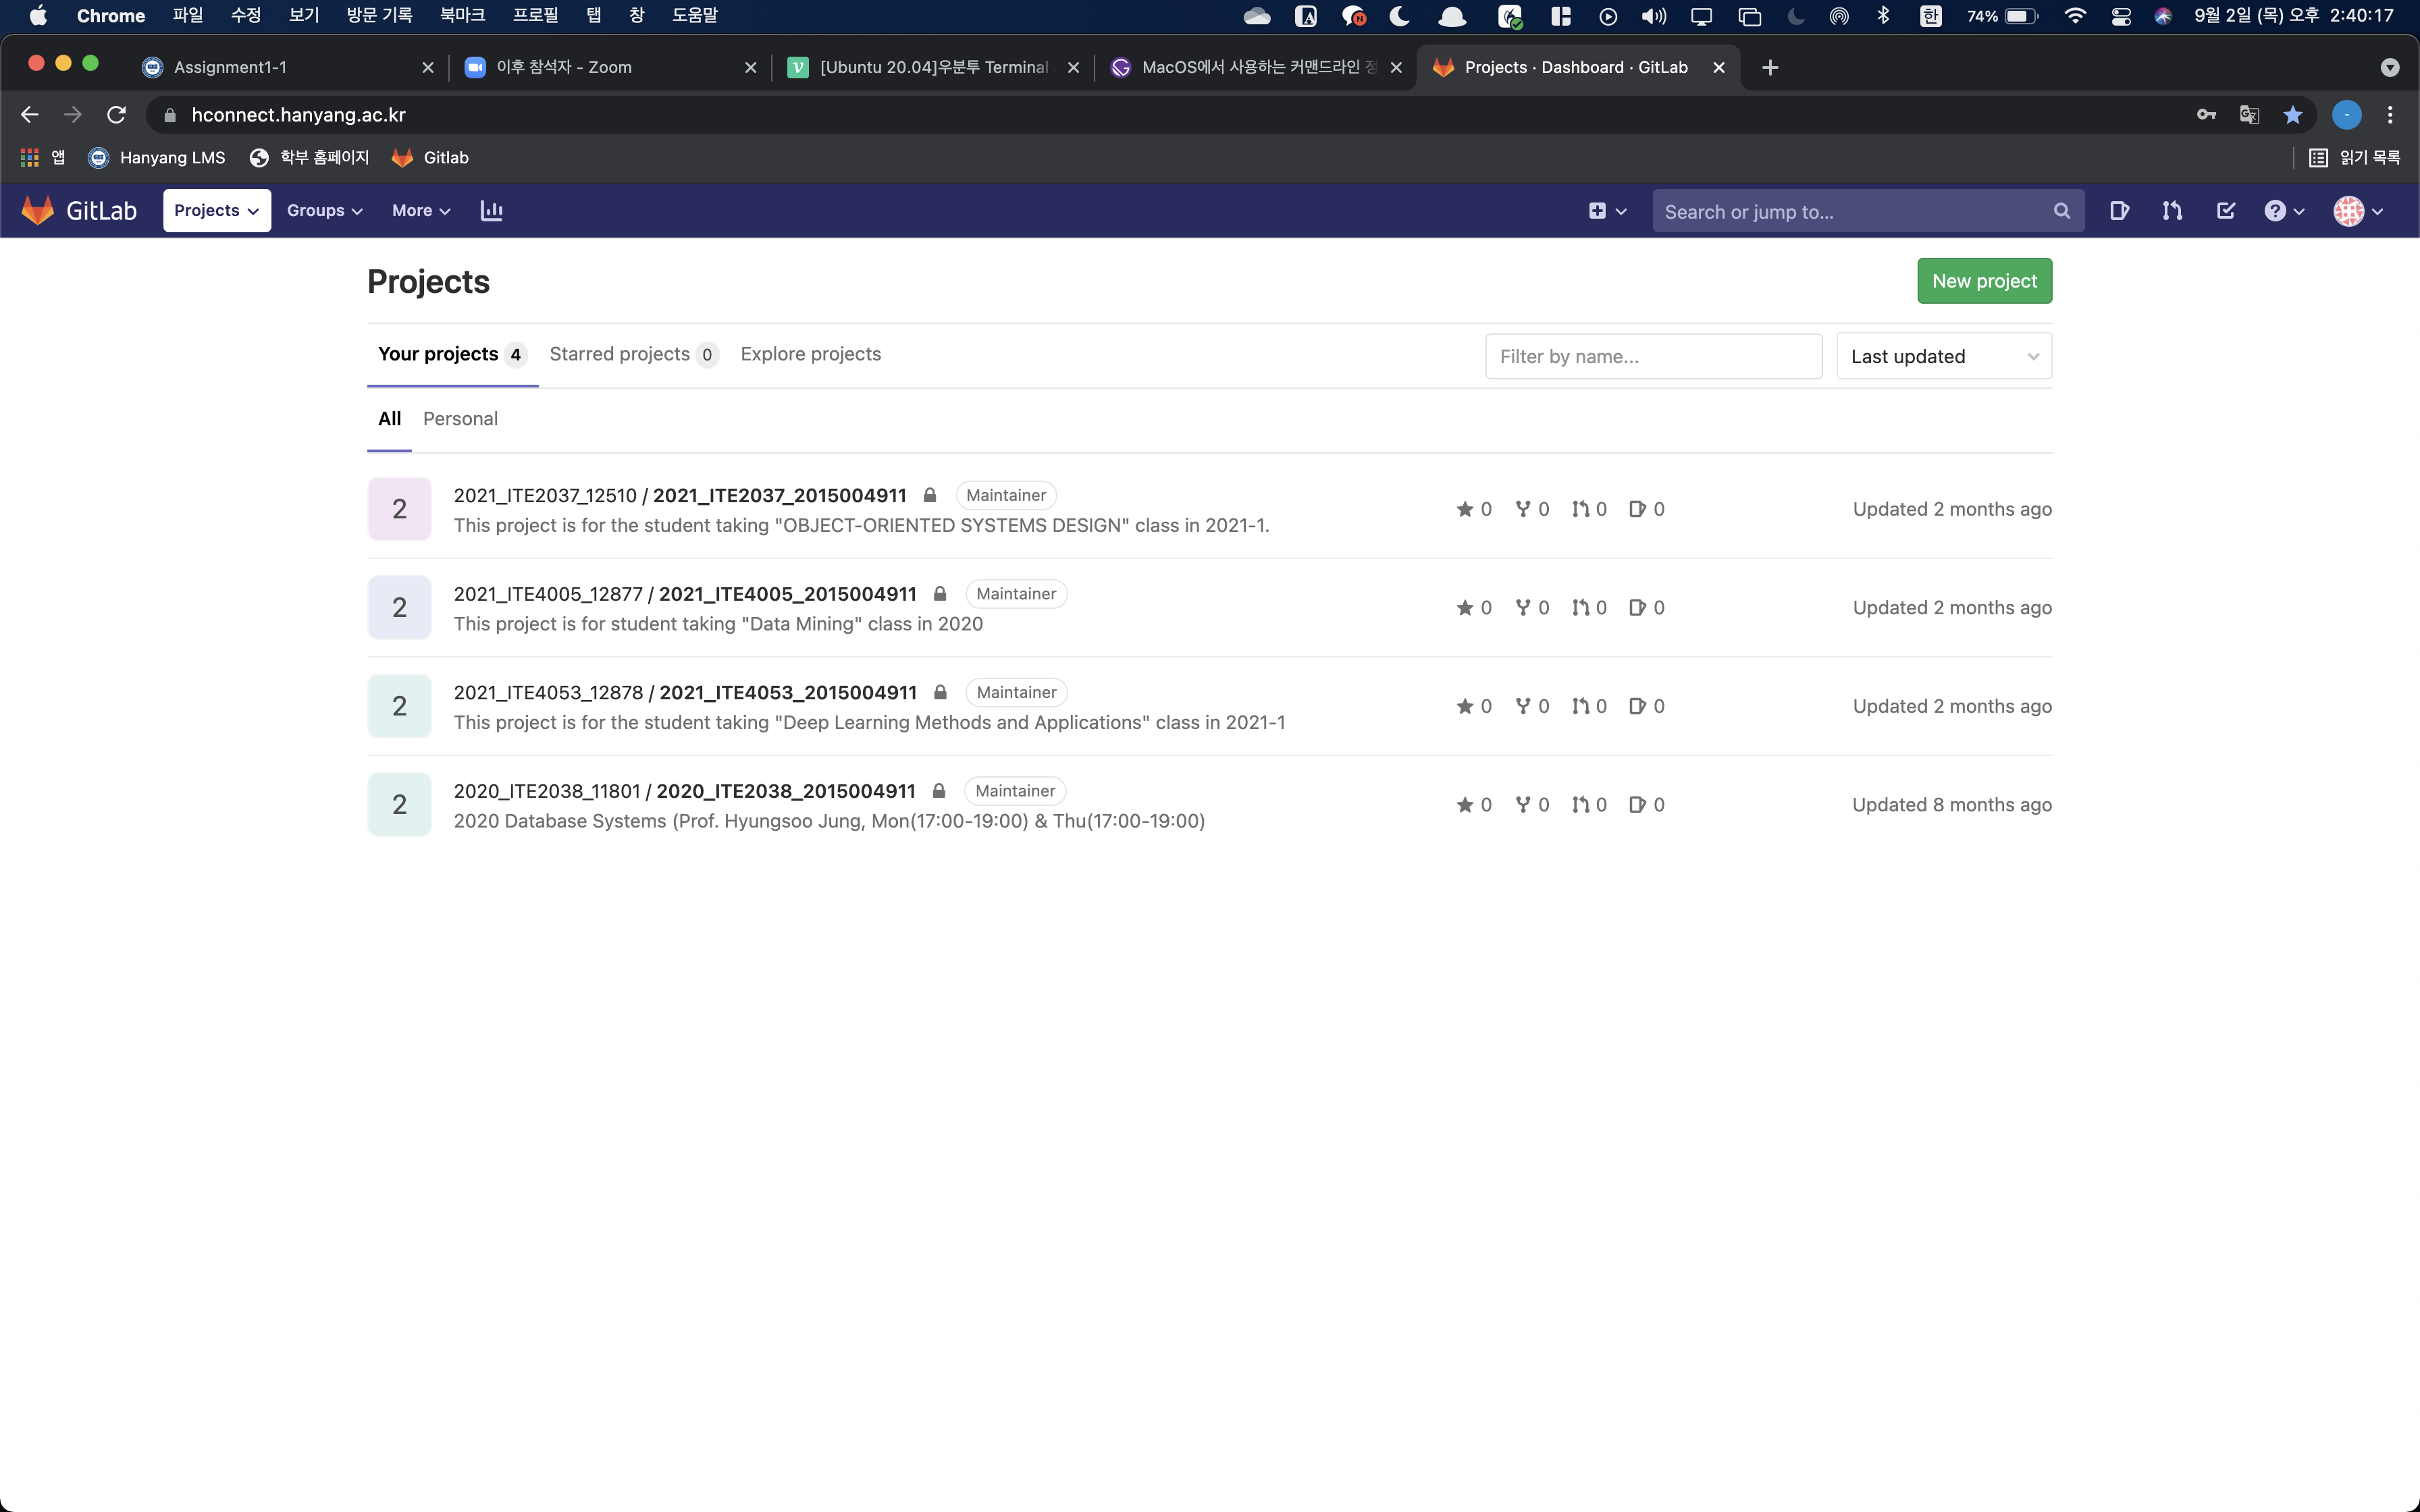 Chrome 파일 수정 보기 방문 기록 북마크 프로필 탭 창 도움말 한 74% 9월 2일 (목) 오후 2:40:17
Assignment1-1 이후 참석자 - Zoom [Ubuntu 20.04]우분투 Terminal MacOS에서 사용하는 커맨드라인 Projects · Dashboard · GitLab
hconnect.hanyang.ac.kr
앱 Hanyang LMS 학부 홈페이지 Gitlab 읽기 목록
GitLab Projects Groups More Search or jump to...
Projects New project
Your projects 4 Starred projects 0 Explore projects Filter by name... Last updated
All Personal
2 2021_ITE2037_12510 / 2021_ITE2037_2015004911 Maintainer
This project is for the student taking "OBJECT-ORIENTED SYSTEMS DESIGN" class in 2021-1.
0 0 0 0 Updated 2 months ago
2 2021_ITE4005_12877 / 2021_ITE4005_2015004911 Maintainer
This project is for student taking "Data Mining" class in 2020
0 0 0 0 Updated 2 months ago
2 2021_ITE4053_12878 / 2021_ITE4053_2015004911 Maintainer
This project is for the student taking "Deep Learning Methods and Applications" class in 2021-1
0 0 0 0 Updated 2 months ago
2 2020_ITE2038_11801 / 2020_ITE2038_2015004911 Maintainer
2020 Database Systems (Prof. Hyungsoo Jung, Mon(17:00-19:00) & Thu(17:00-19:00)
0 0 0 0 Updated 8 months ago